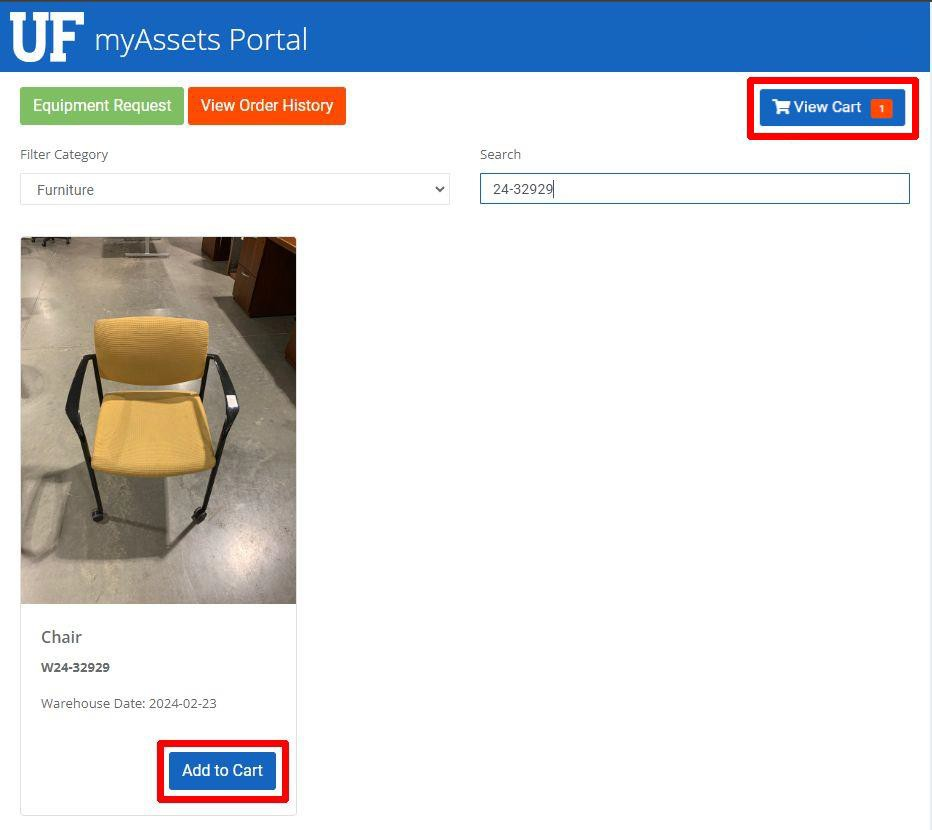 UF myAssets Portal
Equipment Request
View Order History
View Cart 1
Filter Category
Search
Furniture
24-32929
Chair
W24-32929
Warehouse Date: 2024-02-23
Add to Cart